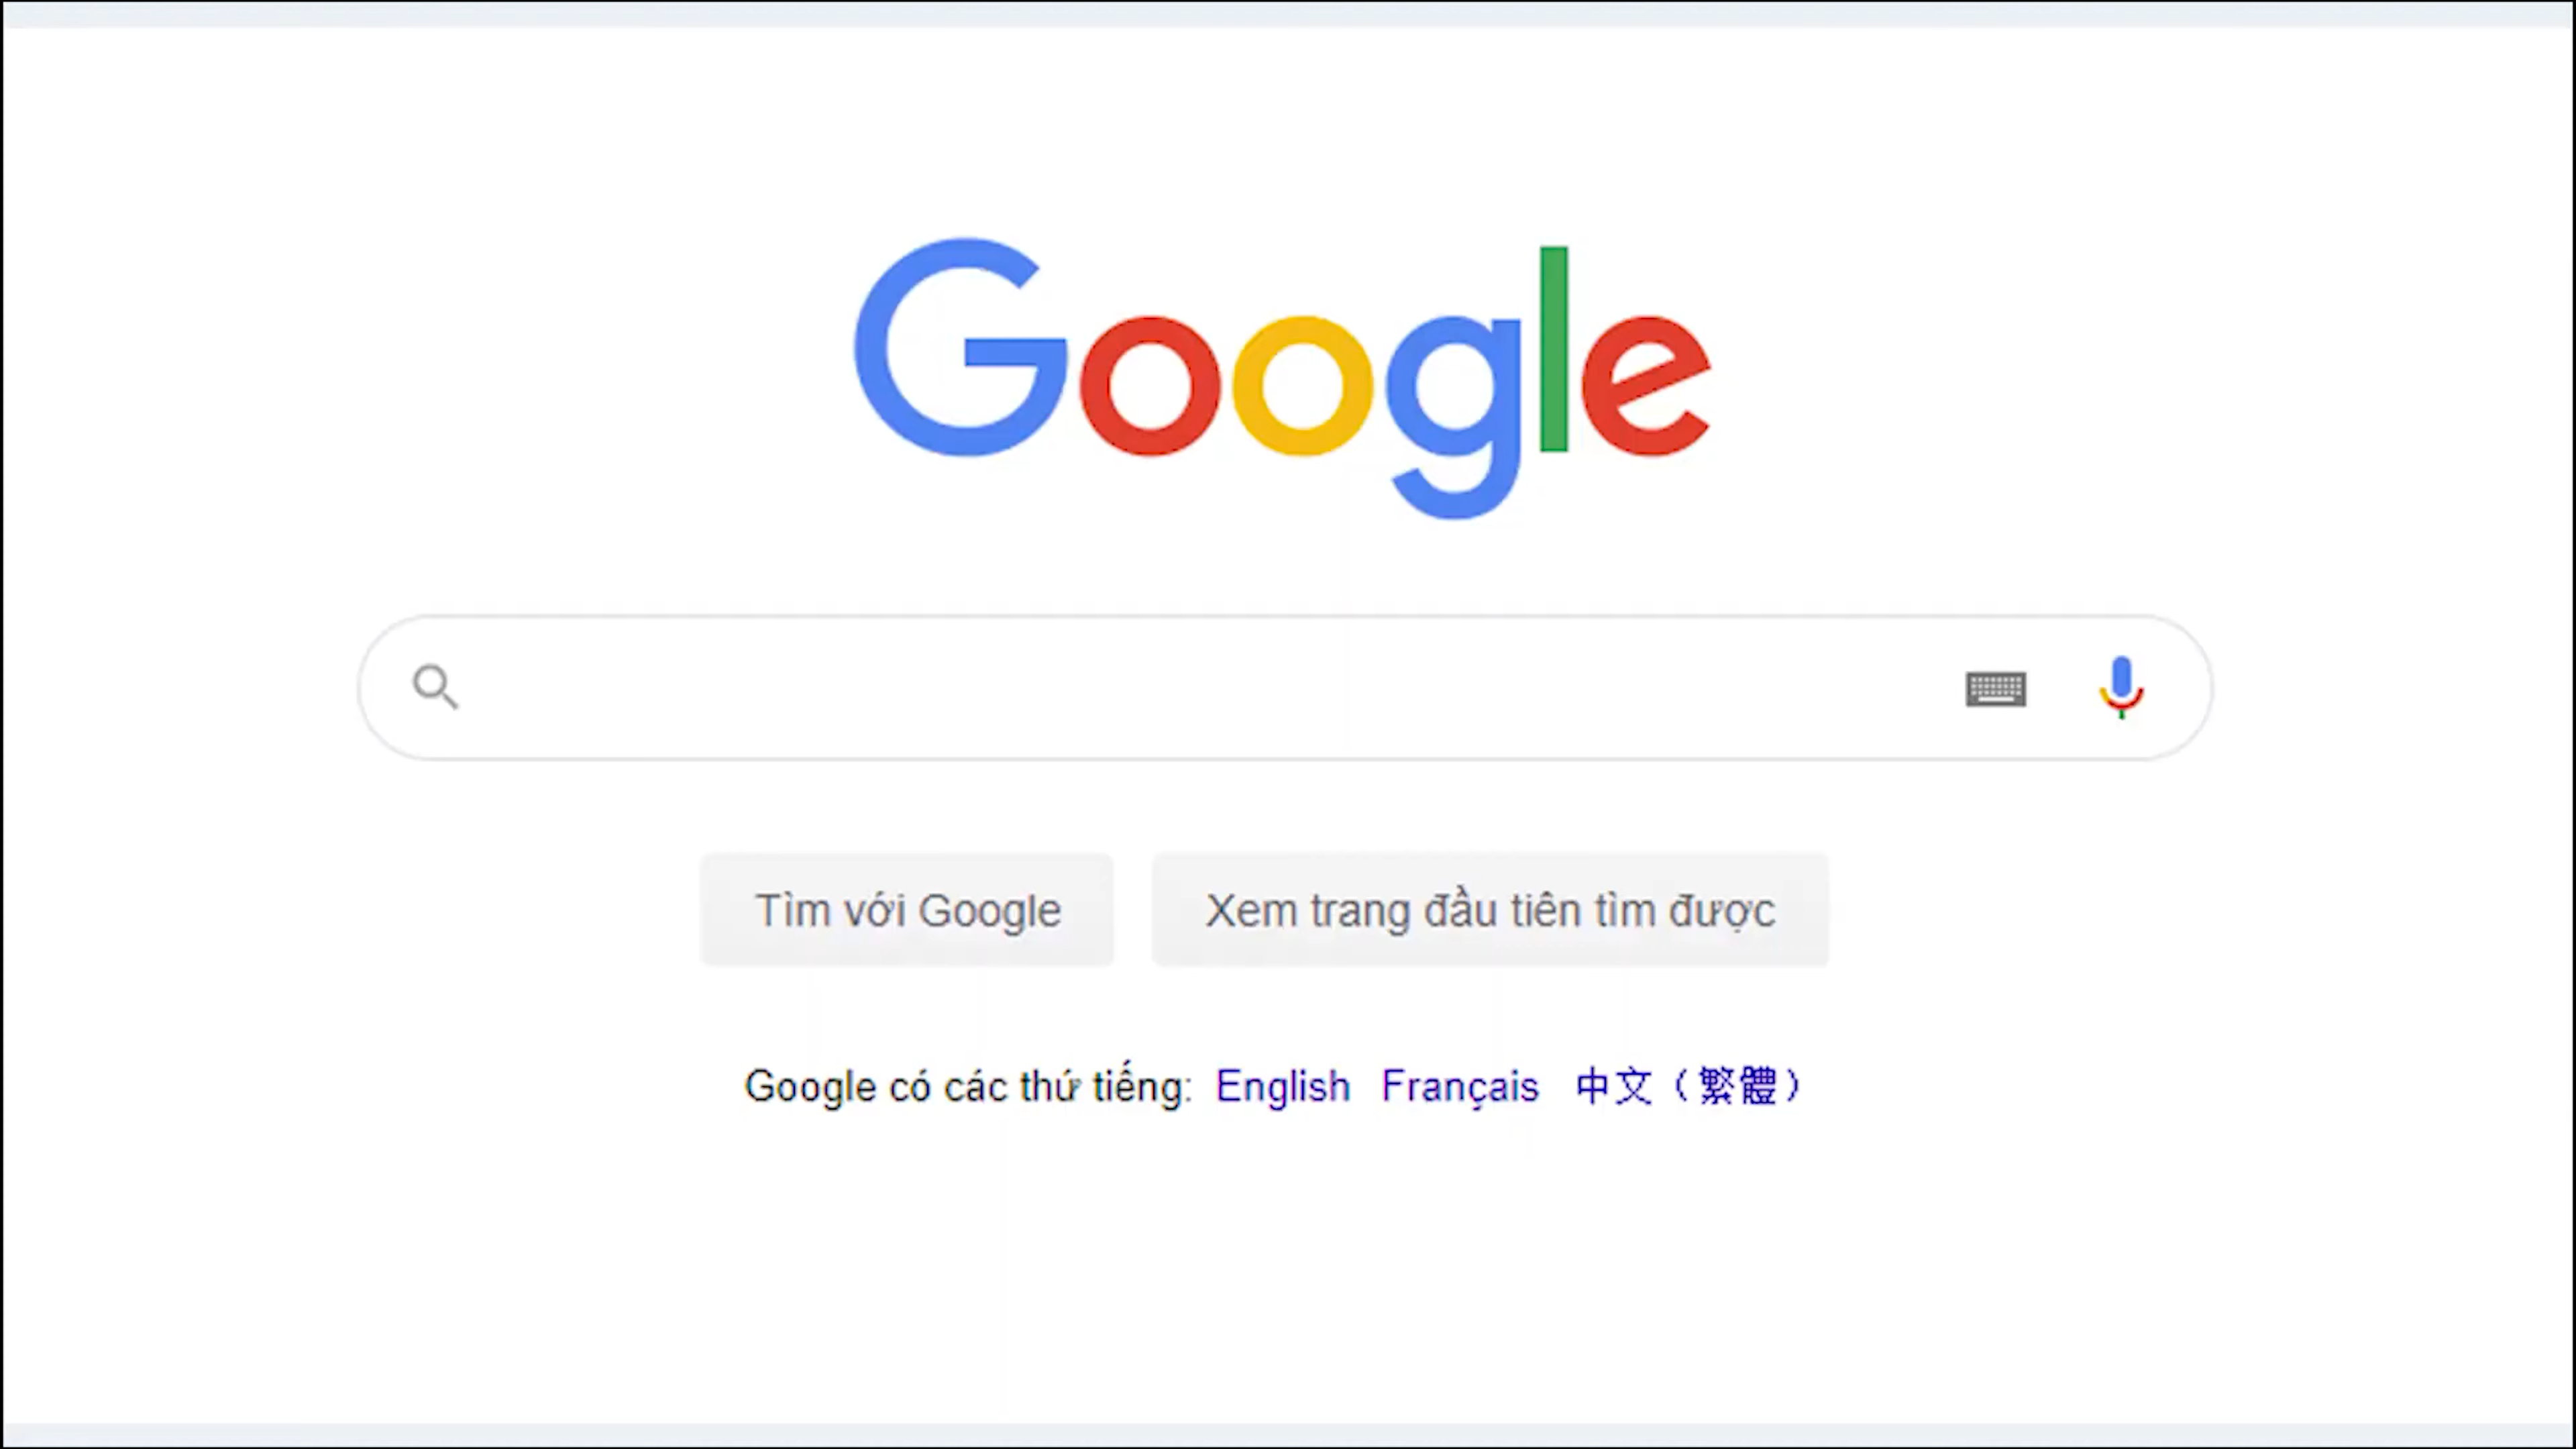 Google
Tìm với Google
Xem trang đầu tiên tìm được
Google có các thứ tiếng: English Français 中文（繁體）